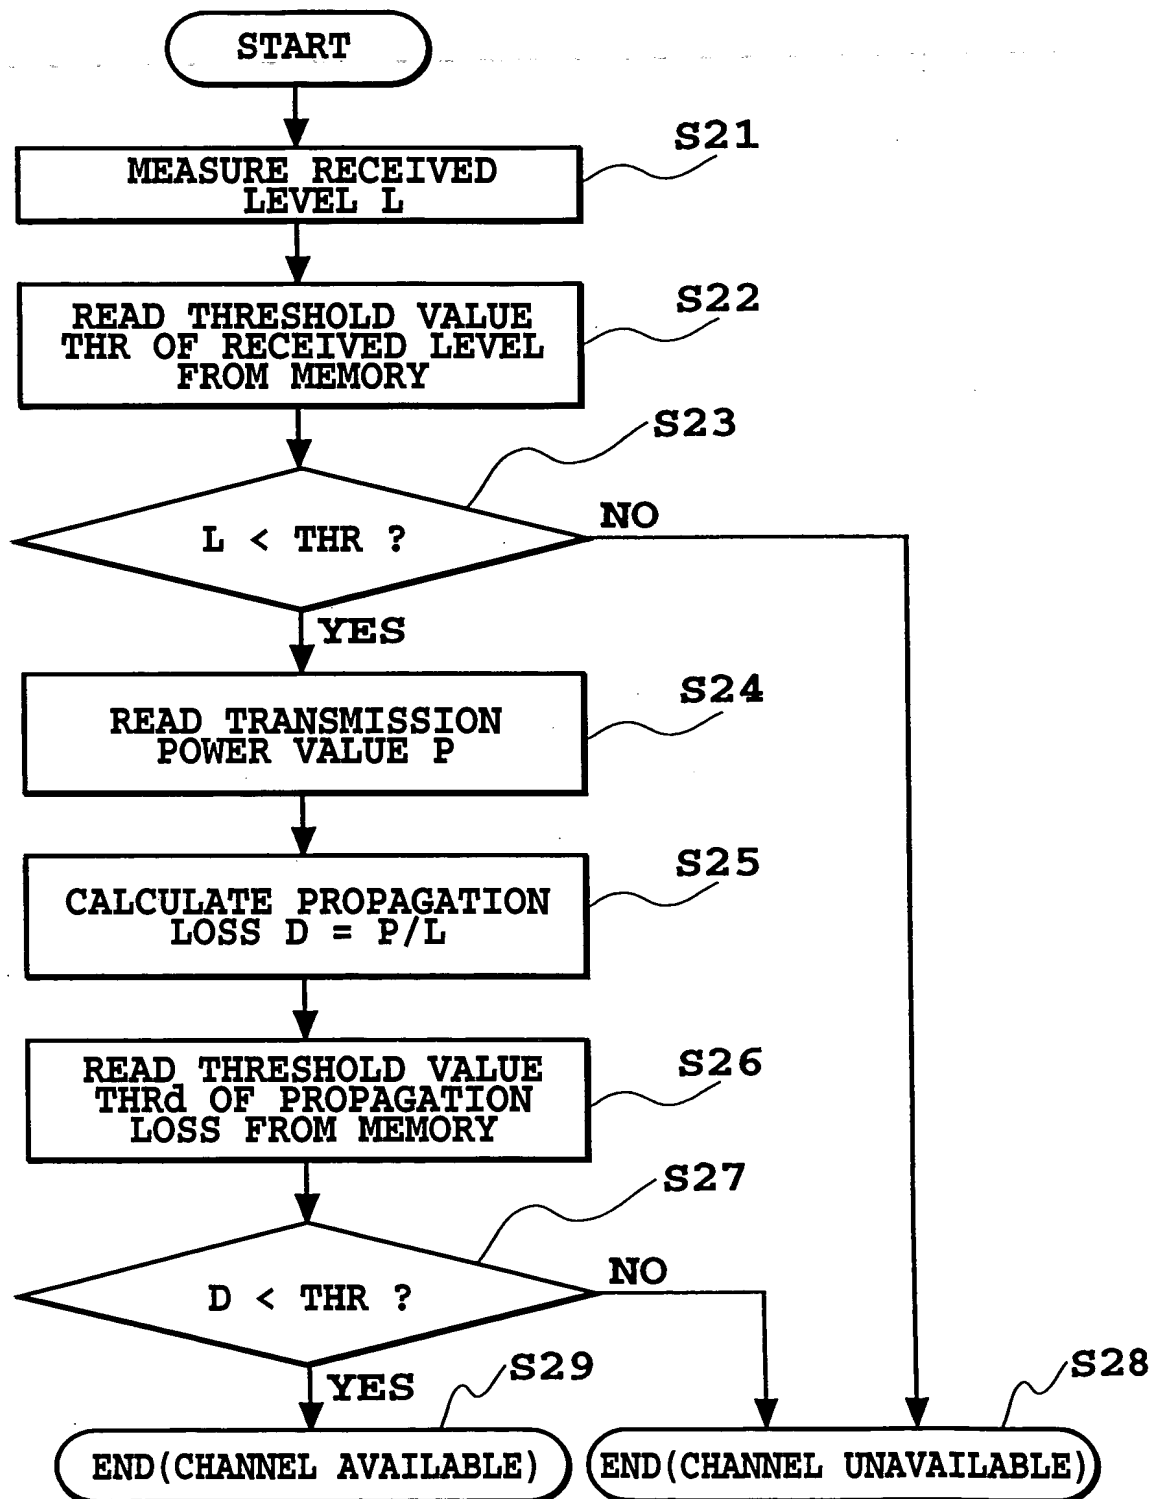 START
S21
MEASURE RECEIVED
LEVEL L
S22
READ THRESHOLD VALUE
THR OF RECEIVED LEVEL
FROM MEMORY
S23
L < THR ?
NO
YES
S24
READ TRANSMISSION
POWER VALUE P
S25
CALCULATE PROPAGATION
LOSS D = P/L
S26
READ THRESHOLD VALUE
THRd OF PROPAGATION
LOSS FROM MEMORY
S27
D < THR ?
NO
YES
S29
S28
END(CHANNEL AVAILABLE)
END(CHANNEL UNAVAILABLE)